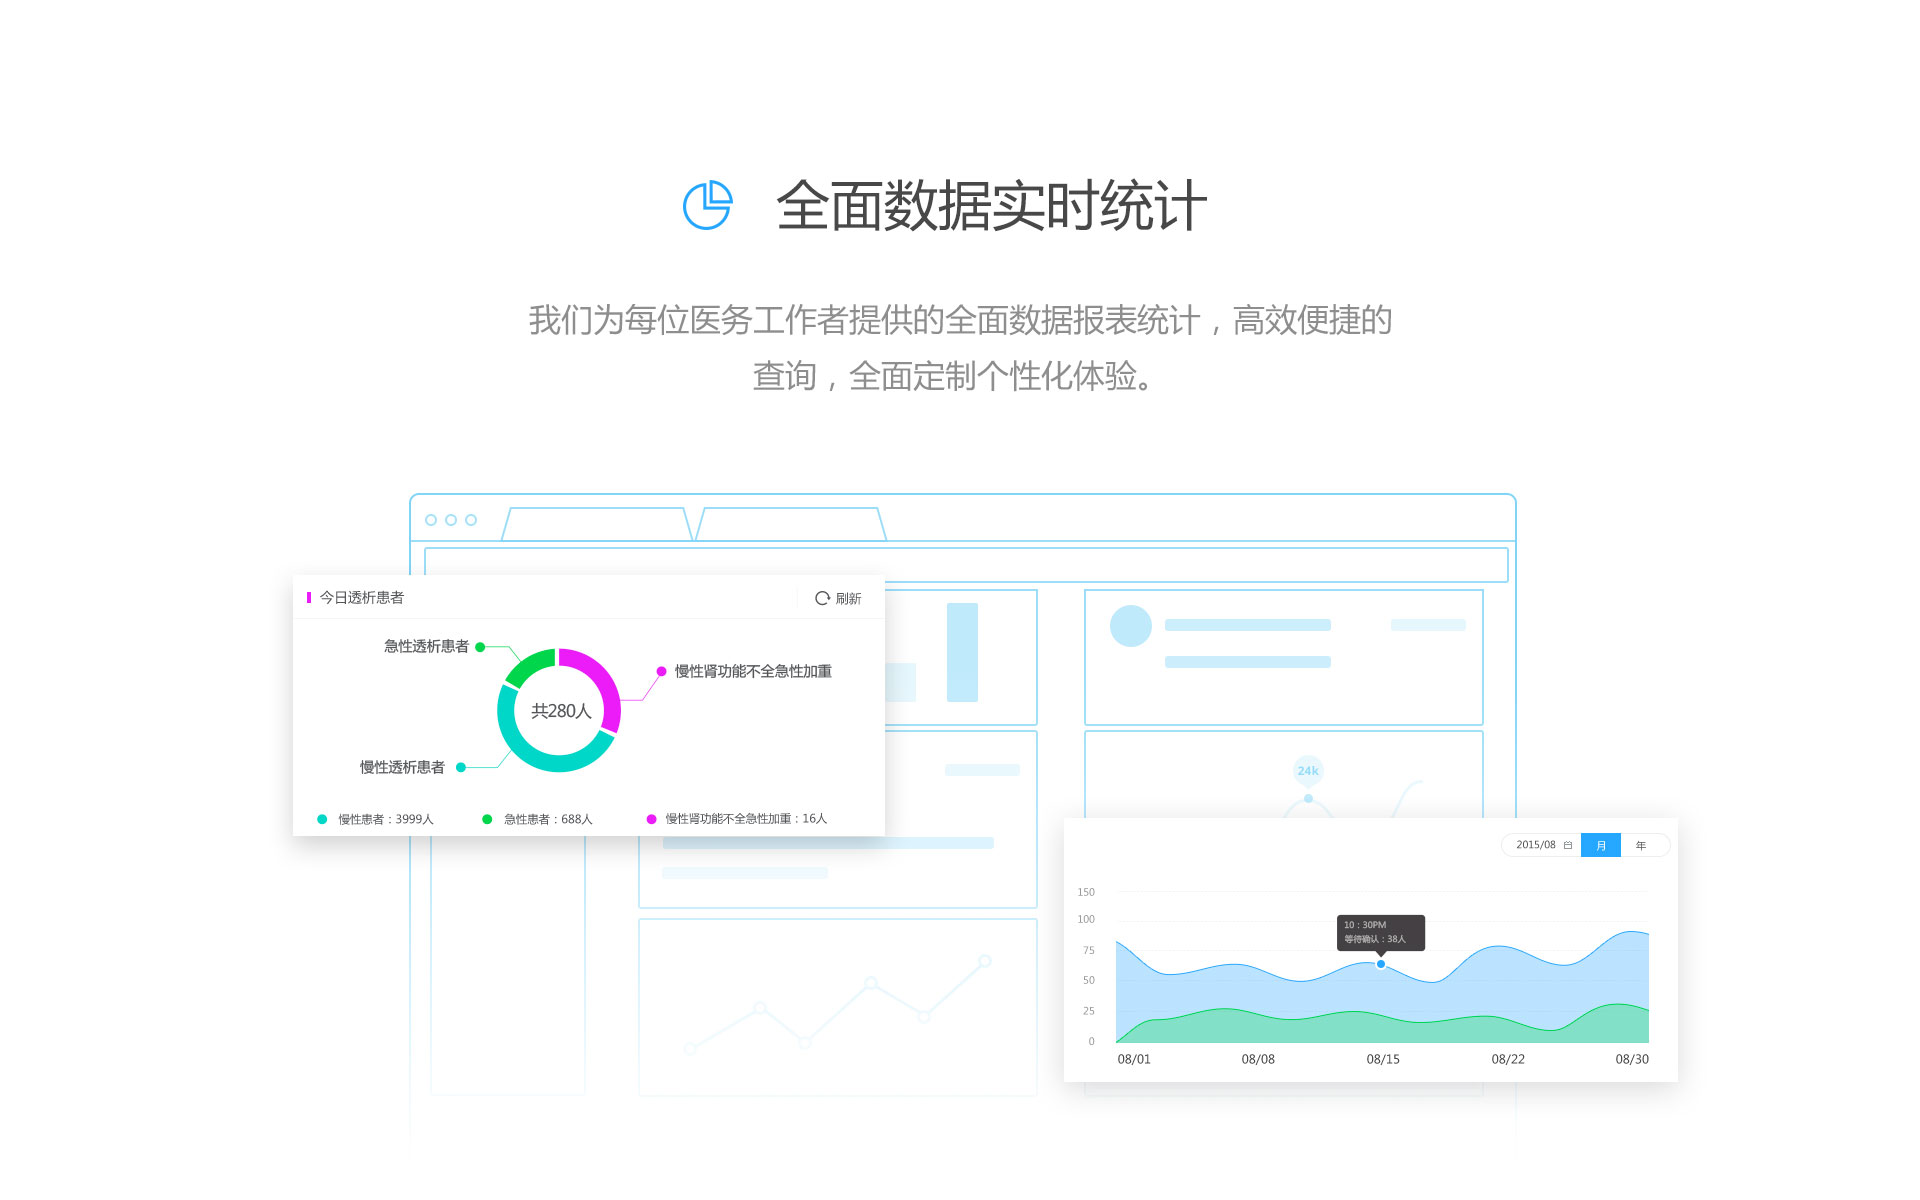 全面数据实时统计
我们为每位医务工作者提供的全面数据报表统计，高效便捷的
查询，全面定制个性化体验。
今日透析患者
刷新
急性透析患者
慢性肾功能不全急性加重
共280人
慢性透析患者
慢性患者：3999人
急性患者：688人
慢性肾功能不全急性加重：16人
24k
2015/08
月
年
150
100
75
50
25
0
10：30PM
等待确认：38人
08/01
08/08
08/15
08/22
08/30